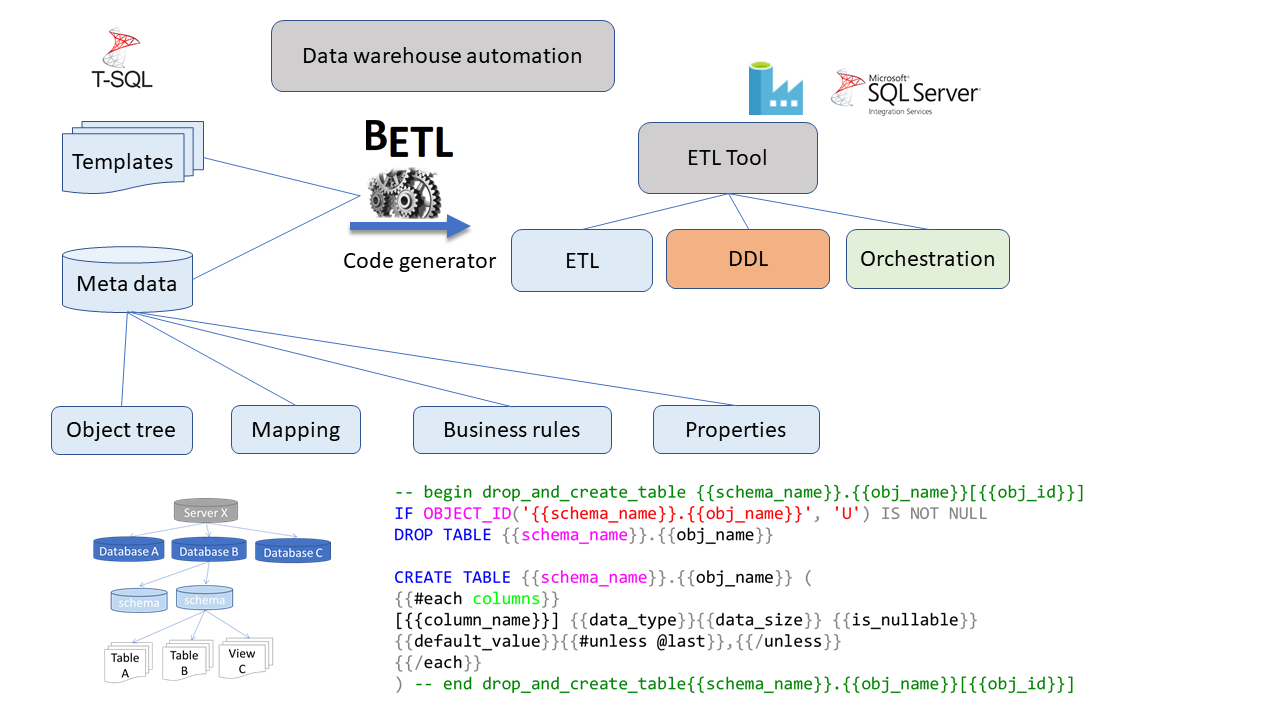 T-SQL
Data warehouse automation
Microsoft®
SQL Server
Integration Services
BETL
Templates
ETL Tool
Code generator
ETL
DDL
Orchestration
Meta data
Object tree
Mapping
Business rules
Properties
Server X
Database A
Database B
Database C
schema
schema
Table
A
Table
B
View
C
-- begin drop_and_create_table {{schema_name}}.{{obj_name}}[{{obj_id}}]
IF OBJECT_ID('{{schema_name}}.{{obj_name}}', 'U') IS NOT NULL
DROP TABLE {{schema_name}}.{{obj_name}}
CREATE TABLE {{schema_name}}.{{obj_name}} (
{{#each columns}}
[{{column_name}}] {{data_type}}{{data_size}} {{is_nullable}}
{{default_value}}{{#unless @last}},{{/unless}}
{{/each}}
) -- end drop_and_create_table{{schema_name}}.{{obj_name}}[{{obj_id}}]